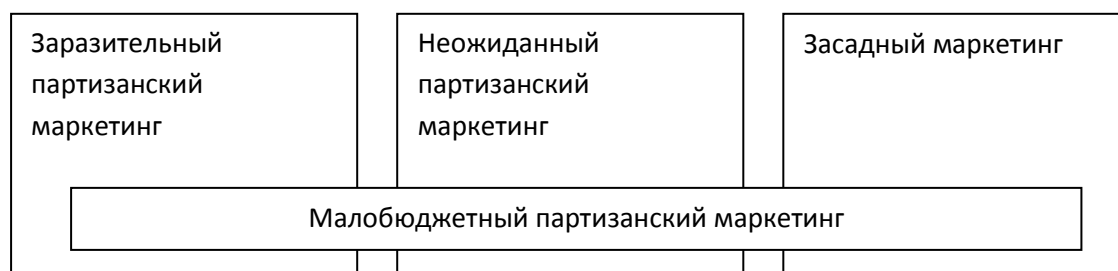 Заразительный
партизанский
маркетинг
Неожиданный
партизанский
маркетинг
Засадный маркетинг
Малобюджетный партизанский маркетинг